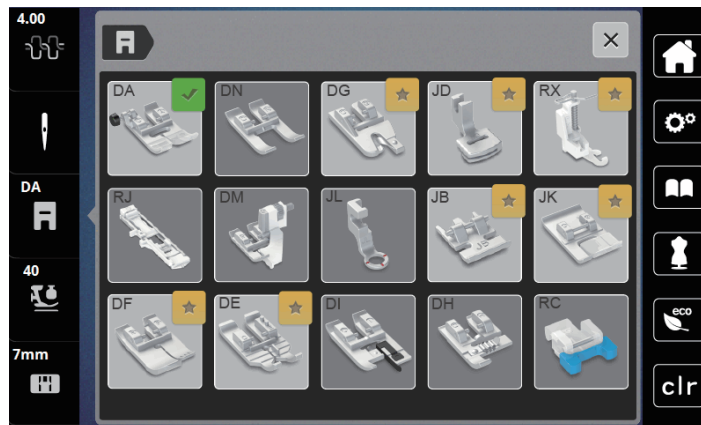 4.00
DA
40
7mm
DA
DN
DG
JD
RX
RJ
DM
JL
JB
JK
DF
DE
DI
DH
RC
JB
eco
clr